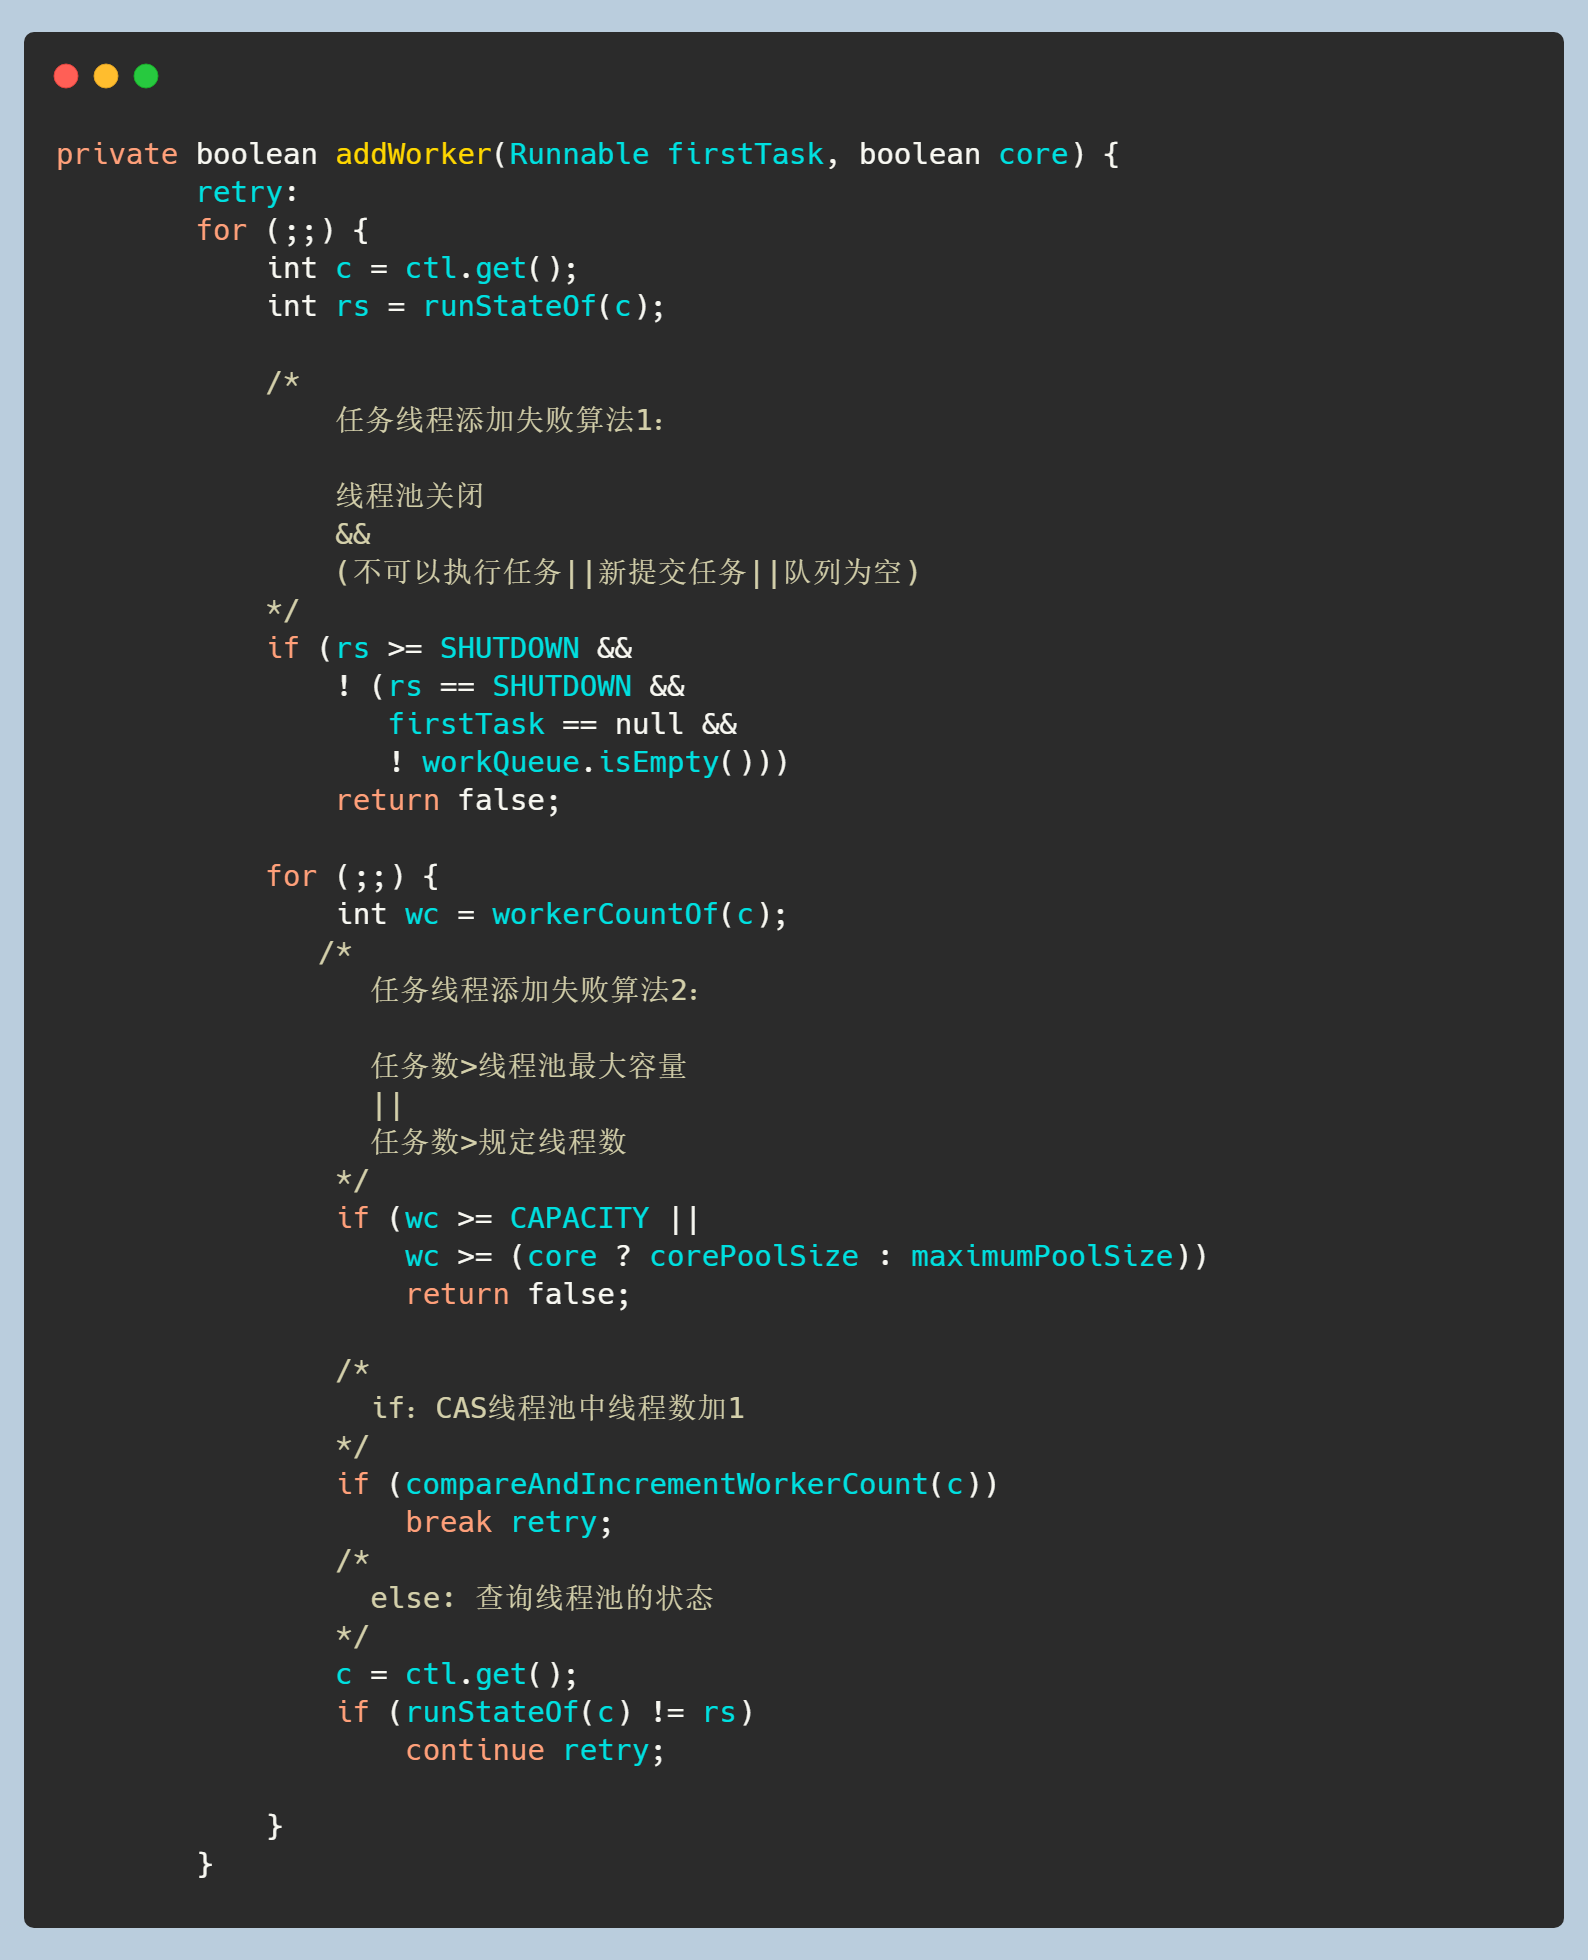 private boolean addWorker(Runnable firstTask, boolean core) {
        retry:
        for (;;) {
            int c = ctl.get();
            int rs = runStateOf(c);

            /*
                任务线程添加失败算法1：

                线程池关闭
                &&
                (不可以执行任务||新提交任务||队列为空)
            */
            if (rs >= SHUTDOWN &&
                ! (rs == SHUTDOWN &&
                   firstTask == null &&
                   ! workQueue.isEmpty()))
                return false;

            for (;;) {
                int wc = workerCountOf(c);
               /*
                  任务线程添加失败算法2：

                  任务数>线程池最大容量
                  ||
                  任务数>规定线程数
                */
                if (wc >= CAPACITY ||
                    wc >= (core ? corePoolSize : maximumPoolSize))
                    return false;

                /*
                  if：CAS线程池中线程数加1
                */
                if (compareAndIncrementWorkerCount(c))
                    break retry;
                /*
                  else: 查询线程池的状态
                */
                c = ctl.get();
                if (runStateOf(c) != rs)
                    continue retry;

            }
        }